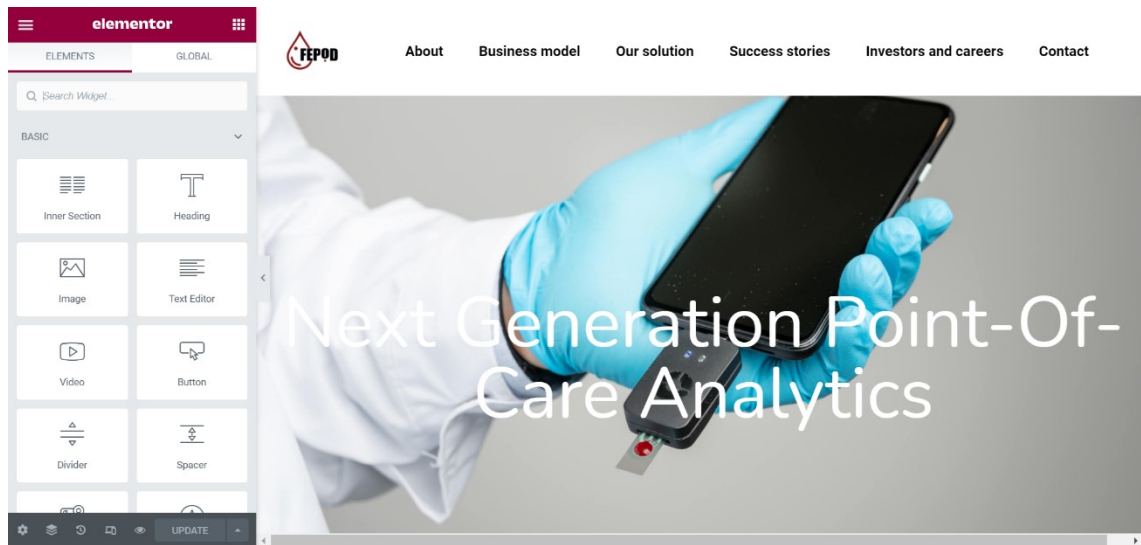 elementor
ELEMENTS GLOBAL
Search Widget...
BASIC
Inner Section Heading
Image Text Editor
Video Button
Divider Spacer
UPDATE
FEPOD
About Business model Our solution Success stories Investors and careers Contact
Next Generation Point-Of-
Care Analytics